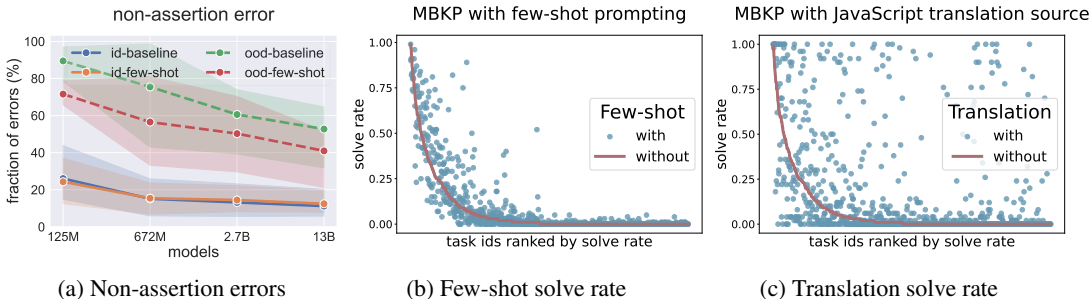 non-assertion error
fraction of errors (%)
100
80
60
40
20
0
id-baseline
id-few-shot
ood-baseline
ood-few-shot
125M
672M
2.7B
13B
models
(a) Non-assertion errors
MBKP with few-shot prompting
solve rate
1.00
0.75
0.50
0.25
0.00
Few-shot
with
without
task ids ranked by solve rate
(b) Few-shot solve rate
MBKP with JavaScript translation source
solve rate
1.00
0.75
0.50
0.25
0.00
Translation
with
without
task ids ranked by solve rate
(c) Translation solve rate